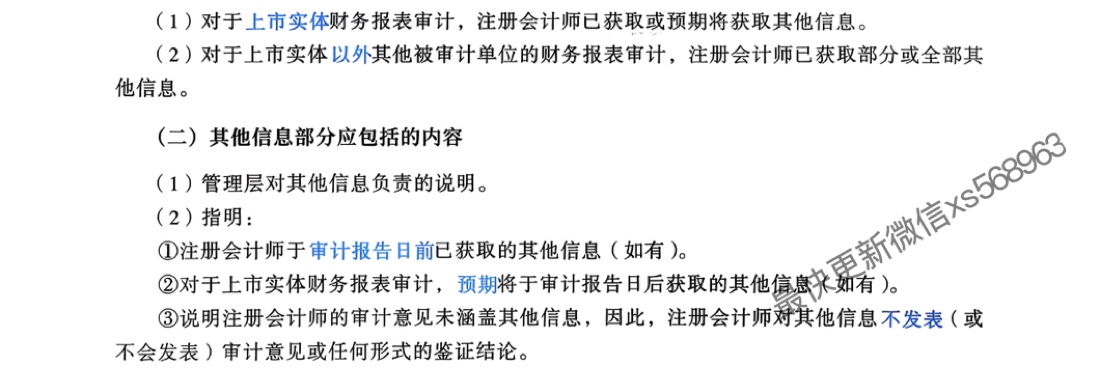 （1）对于上市实体财务报表审计，注册会计师已获取或预期将获取其他信息。
（2）对于上市实体以外其他被审计单位的财务报表审计，注册会计师已获取部分或全部其
他信息。
（二）其他信息部分应包括的内容
（1）管理层对其他信息负责的说明。
（2）指明：
①注册会计师于审计报告日前已获取的其他信息（如有）。
②对于上市实体财务报表审计，预期将于审计报告日后获取的其他信息（如有）。
③说明注册会计师的审计意见未涵盖其他信息，因此，注册会计师对其他信息不发表（或
不会发表）审计意见或任何形式的鉴证结论。
最快更新微信xs568963